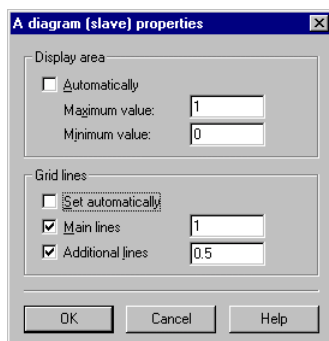 A diagram (slave) properties
Display area
Automatically
Maximum value: 1
Minimum value: 0
Grid lines
Set automatically
Main lines 1
Additional lines 0.5
OK Cancel Help